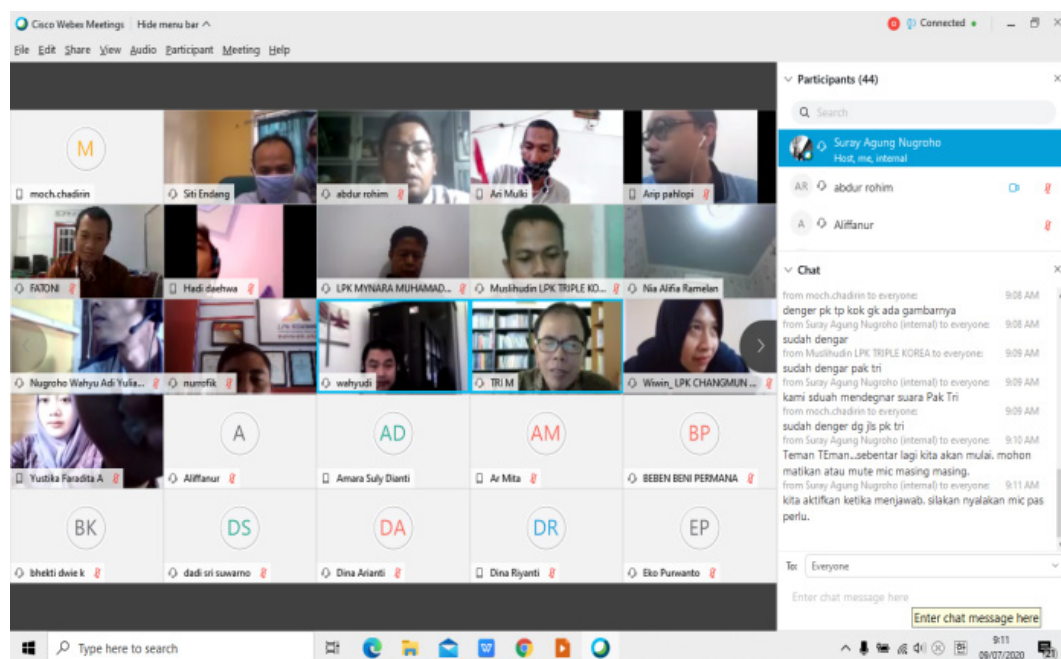 Cisco Webex Meetings Hide menu bar
Connected
File Edit Share View Audio Participant Meeting Help
M
moch.chadirin
Siti Endang
abdur rohim
Ari Mulki
Arip pahlopi
FATONI
Hadi daehwa
LPK MYNARA MUHAMAD...
Muslihudin LPK TRIPLE KO...
Nia Alifia Ramelan
Nugroho Wahyu Adi Yulia...
nurrofik
wahyudi
TRI M
Wiwin_ LPK CHANGMUN ...
Yustika Faradita A
A
Aliffanur
AD
Amara Suly Dianti
AM
Ar Mita
BP
BEBEN BENI PERMANA
BK
bhekti dwie k
DS
dadi sri suwarno
DA
Dina Arianti
DR
Dina Riyanti
EP
Eko Purwanto
Participants (44)
Search
Suray Agung Nugroho
Host, me, internal
AR abdur rohim
A Aliffanur
Chat
from moch.chadirin to everyone: 9:08 AM
denger pk tp kok gk ada gambarnya
from Suray Agung Nugroho (internal) to everyone: 9:08 AM
sudah dengar
from Muslihudin LPK TRIPLE KOREA to everyone: 9:09 AM
sudah dengar pak tri
from Suray Agung Nugroho (internal) to everyone: 9:09 AM
kami sduah mendegnar suara Pak Tri
from moch.chadirin to everyone: 9:09 AM
sudah denger dg jls pk tri
from Suray Agung Nugroho (internal) to everyone: 9:10 AM
Teman TEman...sebentar lagi kita akan mulai. mohon
matikan atau mute mic masing masing.
from Suray Agung Nugroho (internal) to everyone: 9:11 AM
kita aktifkan ketika menjawab. silakan nyalakan mic pas
perlu.
To: Everyone
Enter chat message here
Enter chat message here
Type here to search
한
9:11
09/07/2020
21